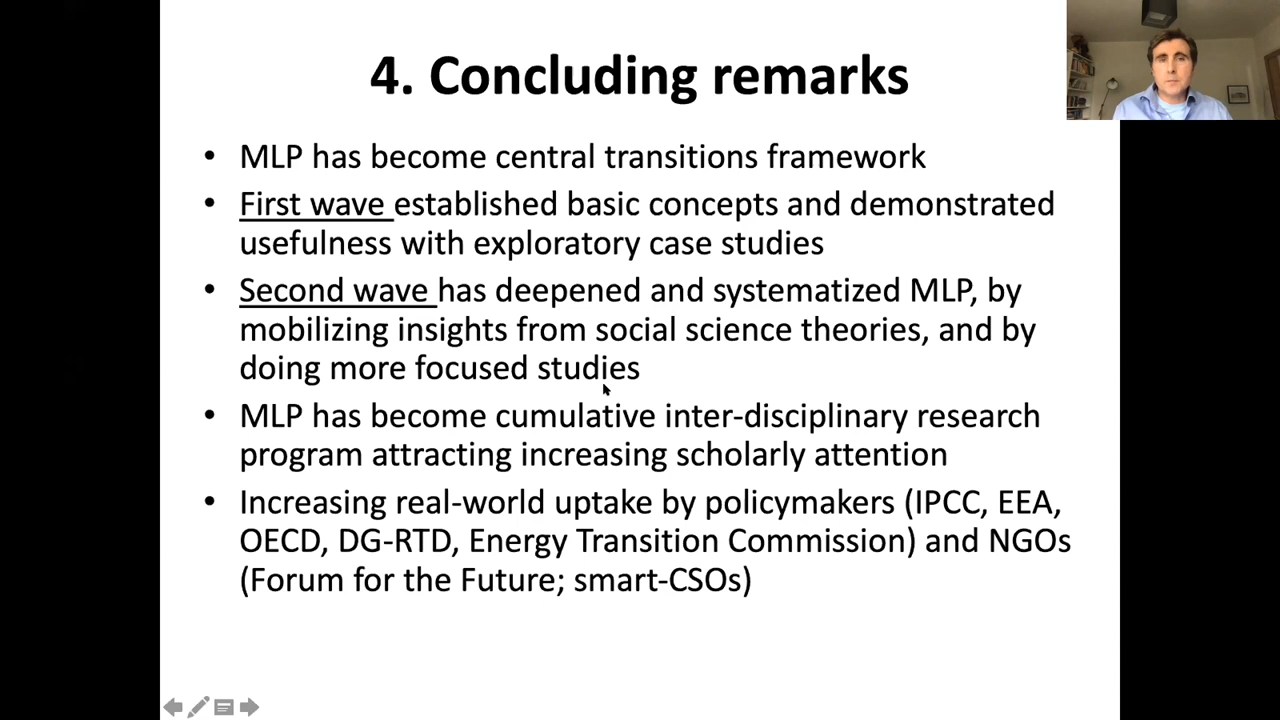 4. Concluding remarks
• MLP has become central transitions framework
• First wave established basic concepts and demonstrated
usefulness with exploratory case studies
• Second wave has deepened and systematized MLP, by
mobilizing insights from social science theories, and by
doing more focused studies
• MLP has become cumulative inter-disciplinary research
program attracting increasing scholarly attention
• Increasing real-world uptake by policymakers (IPCC, EEA,
OECD, DG-RTD, Energy Transition Commission) and NGOs
(Forum for the Future; smart-CSOs)